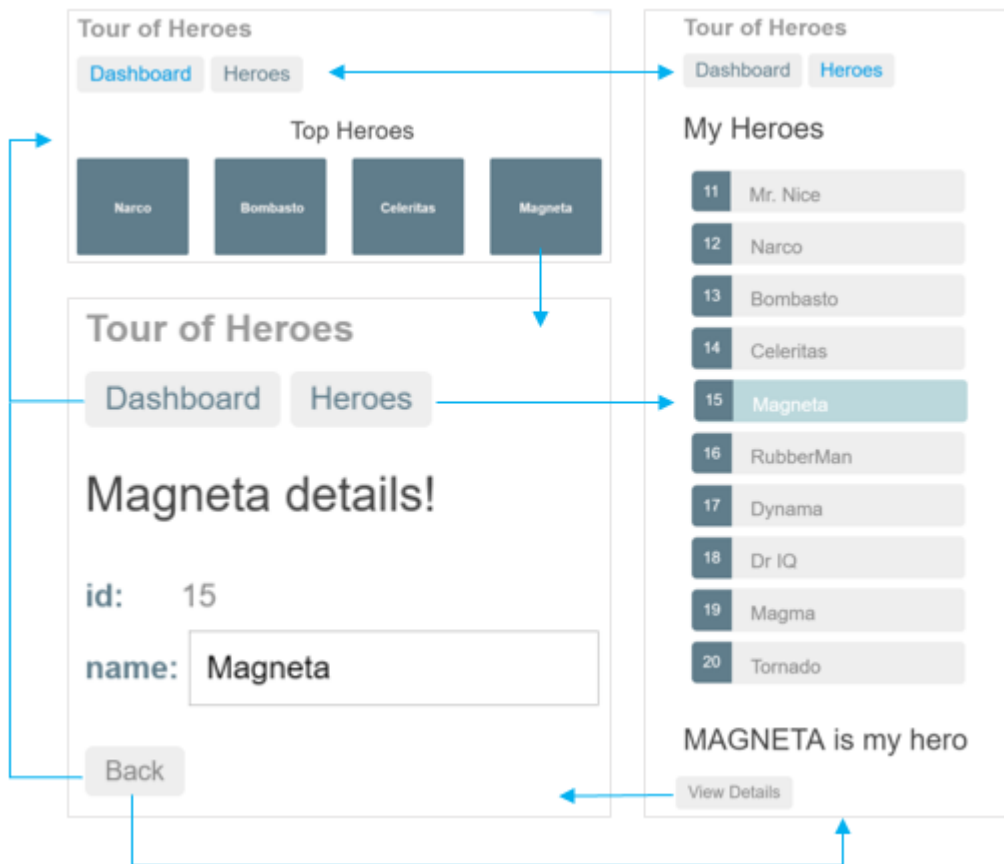 Tour of Heroes
Dashboard Heroes
Top Heroes
Narco Bombasto Celeritas Magneta
Tour of Heroes
Dashboard Heroes
Magneta details!
id: 15
name: Magneta
Back
Tour of Heroes
Dashboard Heroes
My Heroes
11 Mr. Nice
12 Narco
13 Bombasto
14 Celeritas
15 Magneta
16 RubberMan
17 Dynama
18 Dr IQ
19 Magma
20 Tornado
MAGNETA is my hero
View Details